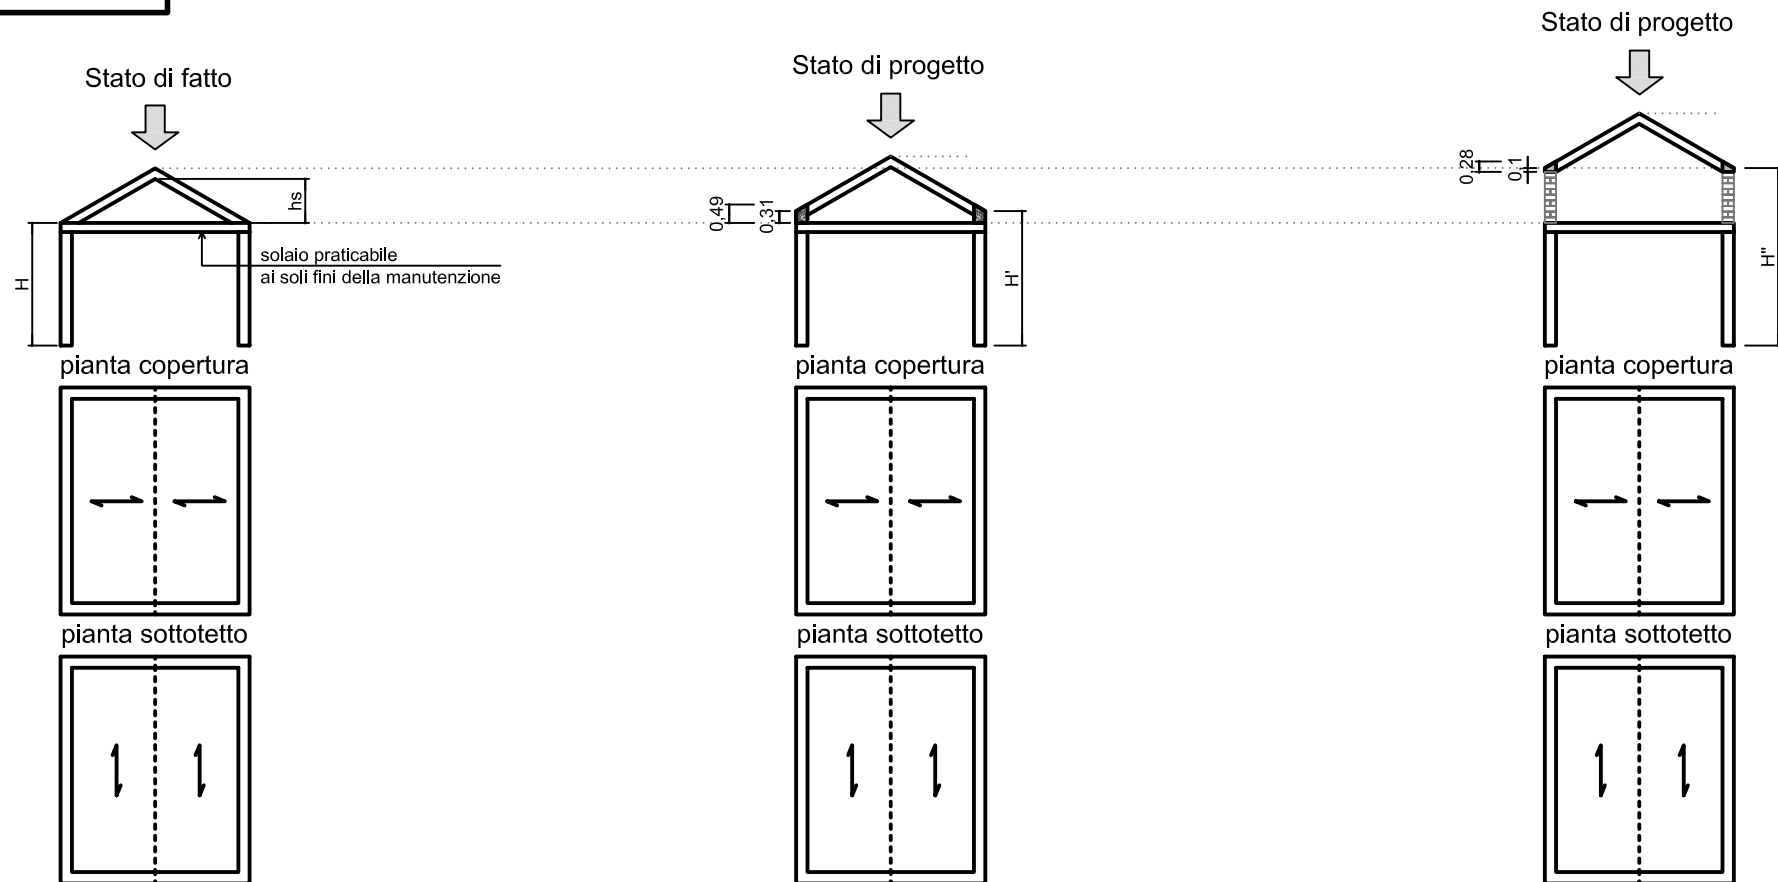 Stato di fatto
hs
H
solaio praticabile
ai soli fini della manutenzione
pianta copertura
pianta sottotetto
Stato di progetto
0,49
0,31
H'
pianta copertura
pianta sottotetto
Stato di progetto
0,28
0,1
H"
pianta copertura
pianta sottotetto